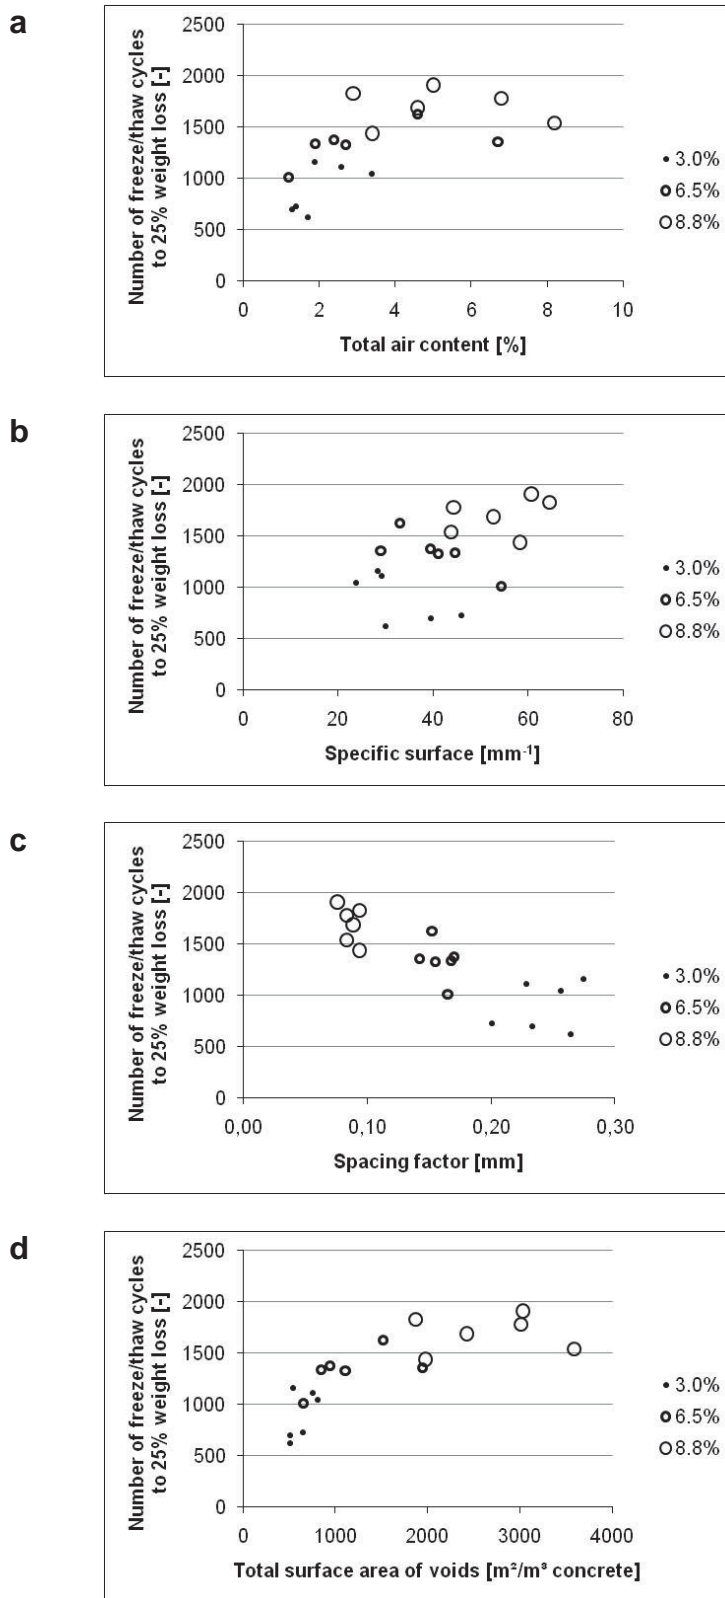 a
Number of freeze/thaw cycles
to 25% weight loss [-]
2500
2000
1500
1000
500
0
0 2 4 6 8 10
Total air content [%]
3.0%
6.5%
8.8%
b
Number of freeze/thaw cycles
to 25% weight loss [-]
2500
2000
1500
1000
500
0
0 20 40 60 80
Specific surface [mm⁻¹]
3.0%
6.5%
8.8%
c
Number of freeze/thaw cycles
to 25% weight loss [-]
2500
2000
1500
1000
500
0
0,00 0,10 0,20 0,30
Spacing factor [mm]
3.0%
6.5%
8.8%
d
Number of freeze/thaw cycles
to 25% weight loss [-]
2500
2000
1500
1000
500
0
0 1000 2000 3000 4000
Total surface area of voids [m²/m³ concrete]
3.0%
6.5%
8.8%